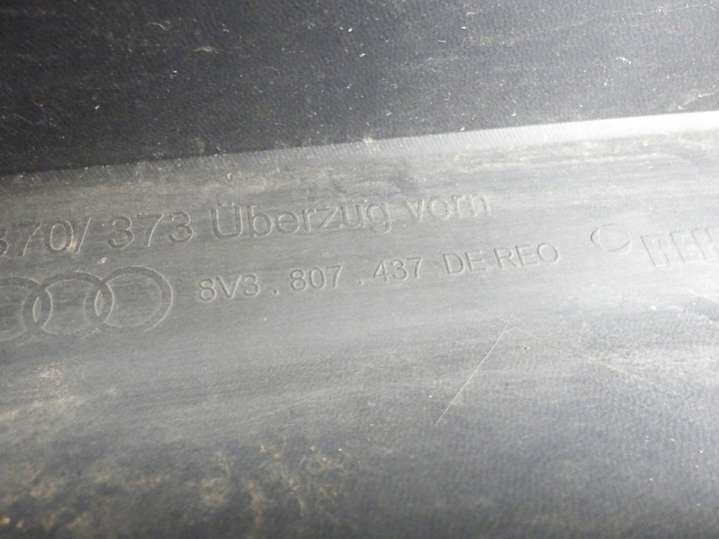 370/ 373 Überzug vorn
8V3 . 807 . 437 DE REO